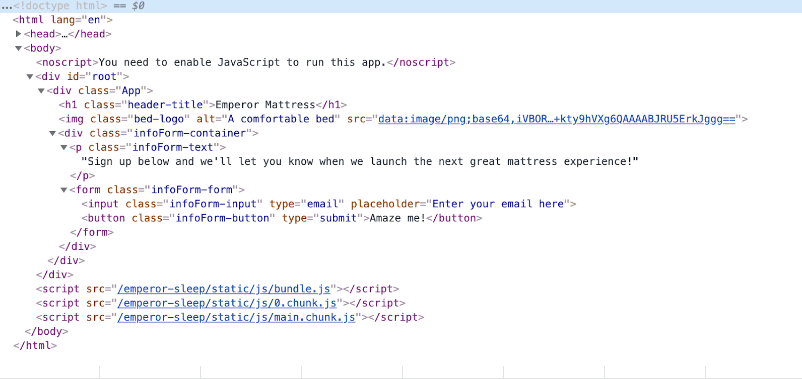 ...<!doctype html> == $0
<html lang="en">
<head>…</head>
<body>
<noscript>You need to enable JavaScript to run this app.</noscript>
<div id="root">
<div class="App">
<h1 class="header-title">Emperor Mattress</h1>
<img class="bed-logo" alt="A comfortable bed" src="data:image/png;base64,iVBOR…+kty9hVXg6QAAAABJRU5ErkJggg==">
<div class="infoForm-container">
<p class="infoForm-text">
"Sign up below and we'll let you know when we launch the next great mattress experience!"
</p>
<form class="infoForm-form">
<input class="infoForm-input" type="email" placeholder="Enter your email here">
<button class="infoForm-button" type="submit">Amaze me!</button>
</form>
</div>
</div>
</div>
<script src="/emperor-sleep/static/js/bundle.js"></script>
<script src="/emperor-sleep/static/js/0.chunk.js"></script>
<script src="/emperor-sleep/static/js/main.chunk.js"></script>
</body>
</html>